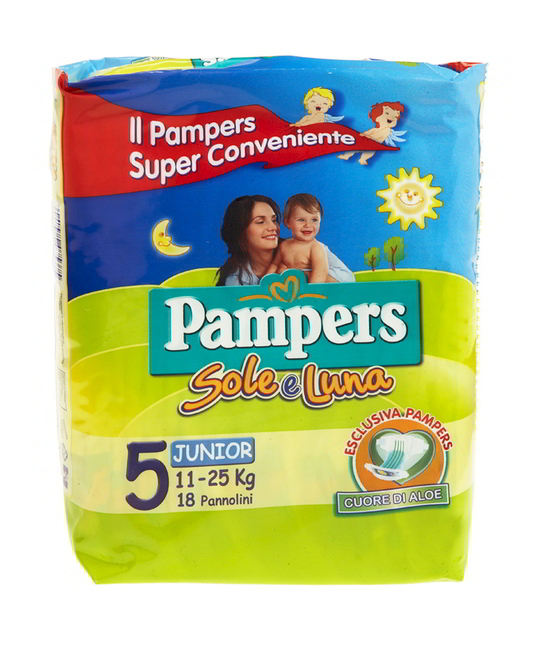 Il Pampers
Super Conveniente
Pampers
Sole e Luna
5 JUNIOR
11-25 Kg
18 Pannolini
ESCLUSIVA PAMPERS
CUORE DI ALOE